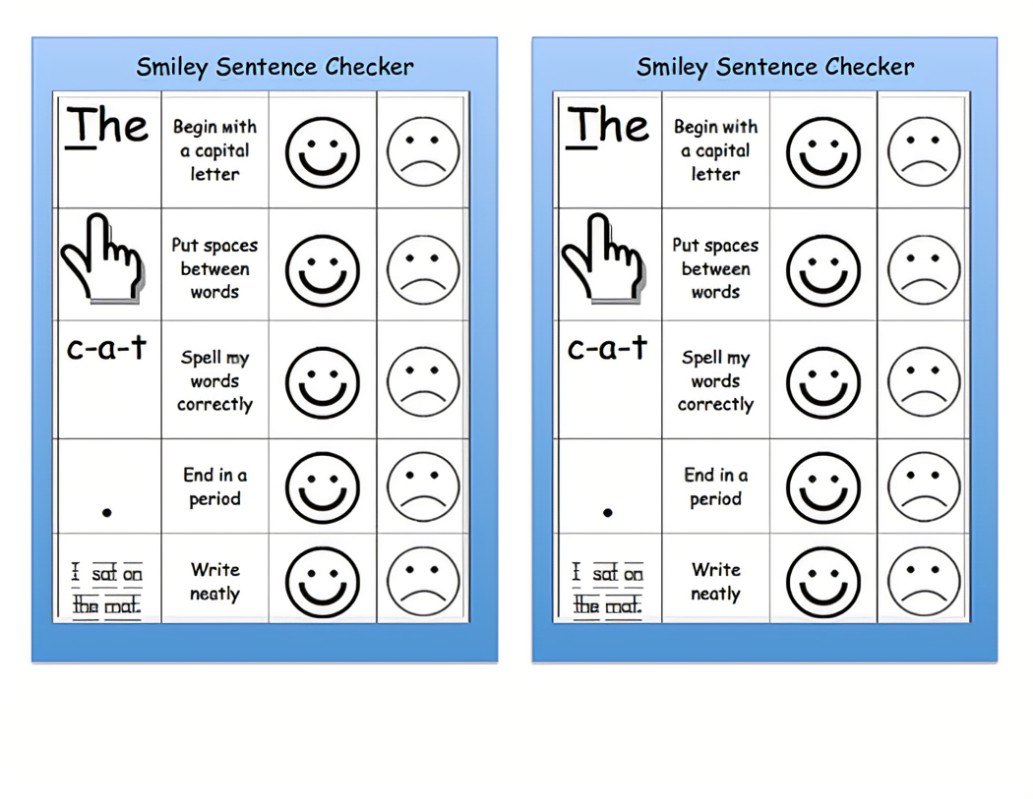 Smiley Sentence Checker
The
Begin with
a capital
letter
Put spaces
between
words
c-a-t
Spell my
words
correctly
End in a
period
.
Write
neatly
I sat on
the mat.
Smiley Sentence Checker
The
Begin with
a capital
letter
Put spaces
between
words
c-a-t
Spell my
words
correctly
End in a
period
.
Write
neatly
I sat on
the mat.